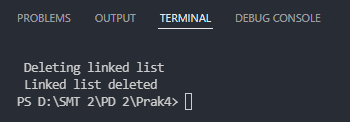 PROBLEMS OUTPUT TERMINAL DEBUG CONSOLE
Deleting linked list
Linked list deleted
PS D:\SMT 2\PD 2\Prak4>